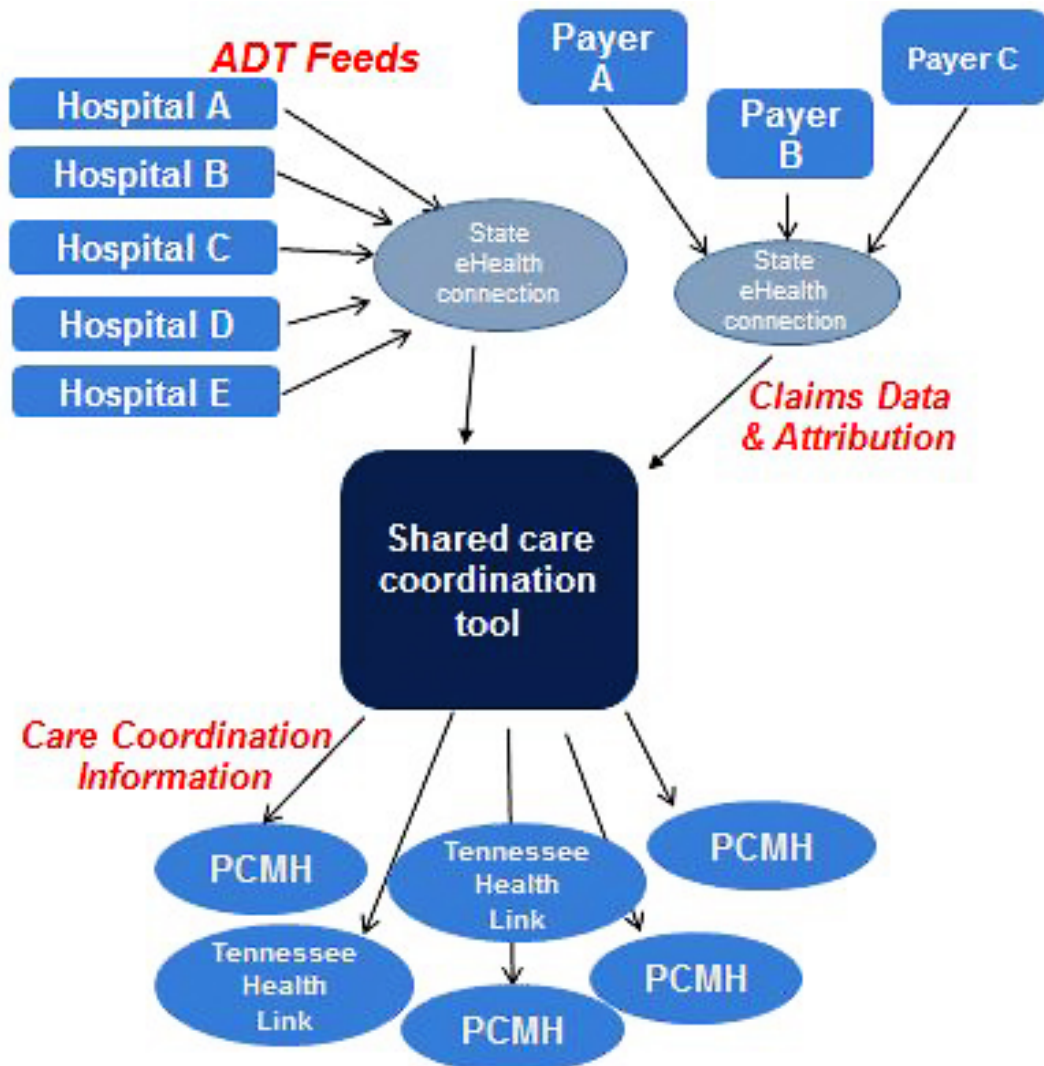 ADT Feeds
Hospital A
Hospital B
Hospital C
Hospital D
Hospital E
Payer
A
Payer
B
Payer C
State
eHealth
connection
State
eHealth
connection
Claims Data
& Attribution
Shared care
coordination
tool
Care Coordination
Information
PCMH
Tennessee
Health
Link
PCMH
Tennessee
Health
Link
PCMH
PCMH